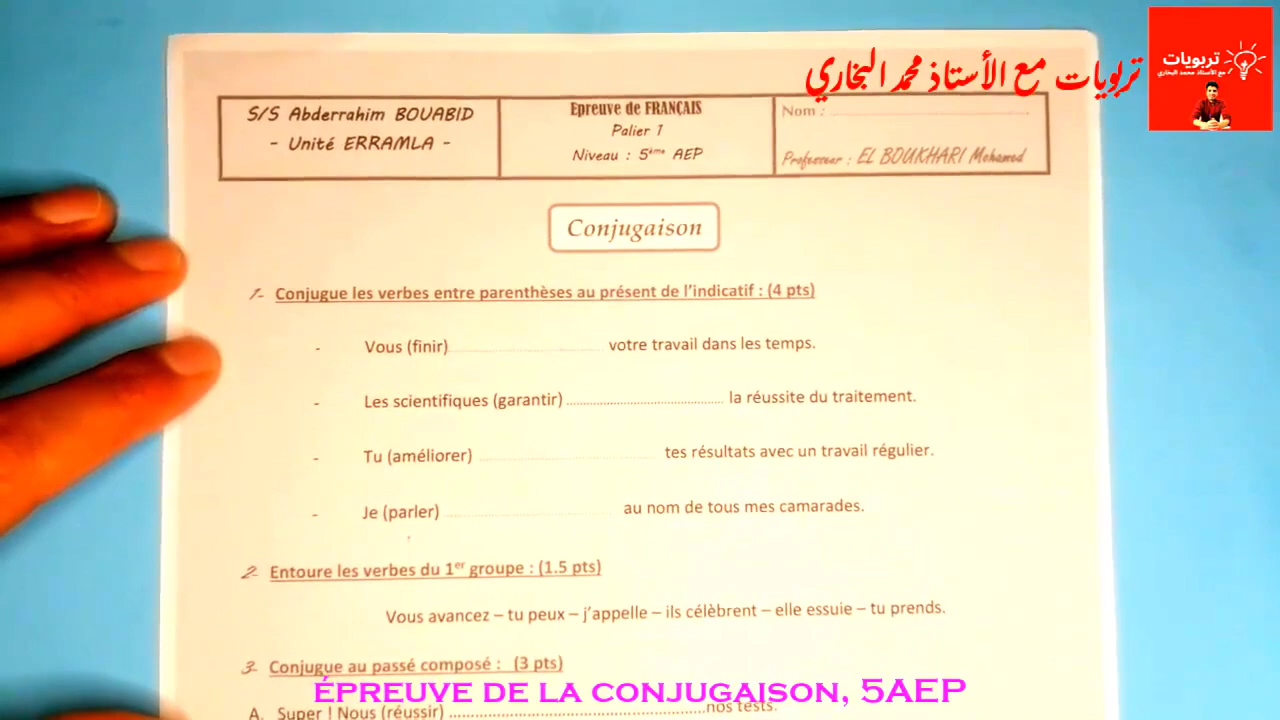 تربويات مع الأستاذ محمد البخاري
تربويات
مع الأستاذ محمد البخاري
S/S Abderrahim BOUABID
- Unité ERRAMLA -
Epreuve de FRANÇAIS
Palier 1
Niveau : 5ème AEP
Nom : ..............................
Professeur : EL BOUKHARI Mohamed
Conjugaison
1- Conjugue les verbes entre parenthèses au présent de l'indicatif : (4 pts)
- Vous (finir) .............................. votre travail dans les temps.
- Les scientifiques (garantir) .............................. la réussite du traitement.
- Tu (améliorer) .............................. tes résultats avec un travail régulier.
- Je (parler) .............................. au nom de tous mes camarades.
2- Entoure les verbes du 1er groupe : (1.5 pts)
Vous avancez – tu peux – j'appelle – ils célèbrent – elle essuie – tu prends.
3- Conjugue au passé composé : (3 pts)
A. Super ! Nous (réussir) .............................. nos tests.
ÉPREUVE DE LA CONJUGAISON, 5AEP